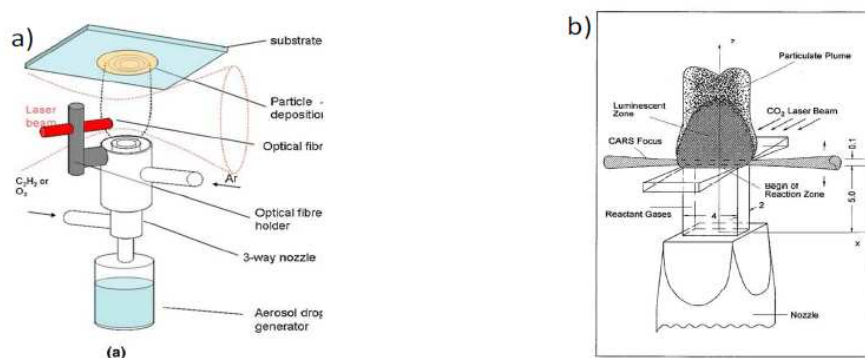 a)
substrate
Particle
deposition
Laser
beam
Optical fibre
C2H2 or
O2
Ar
Optical fibre
holder
3-way nozzle
Aerosol drop
generator
(a)
b)
z
Particulate Plume
Luminescent
Zone
CO2 Laser Beam
CARS Focus
0.1
Begin of
Reaction Zone
5.0
Reactant Gases
4
2
x
Nozzle